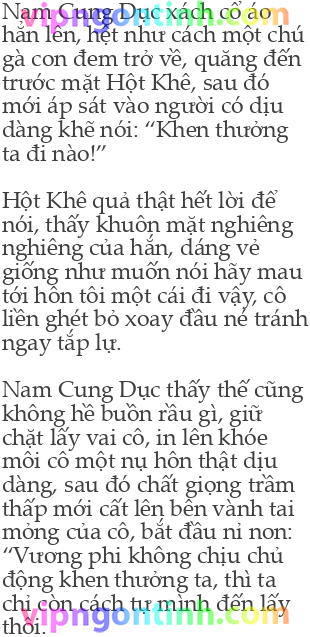 vipngontinh.com
Nam Cung Dục xách cổ áo
hắn lên, hệt như cách một chú
gà con đem trở về, quăng đến
trước mặt Hột Khê, sau đó
mới áp sát vào người có dịu
dàng khẽ nói: “Khen thưởng
ta đi nào!”
Hột Khê quả thật hết lời để
nói, thấy khuôn mặt nghiêng
nghiêng của hắn, dáng vẻ
giống như muốn nói hãy mau
tới hôn tôi một cái đi vậy, cô
liền ghét bỏ xoay đầu né tránh
ngay tắp lự.
Nam Cung Dục thấy thế cũng
không hề buồn rầu gì, giữ
chặt lấy vai cô, in lên khóe
môi cô một nụ hôn thật dịu
dàng, sau đó chất giọng trầm
thấp mới cất lên bên vành tai
mỏng của cô, bắt đầu nỉ non:
“Vương phi không chịu chủ
động khen thưởng ta, thì ta
chỉ còn cách tự mình đến lấy
thôi.
vipngontinh.com